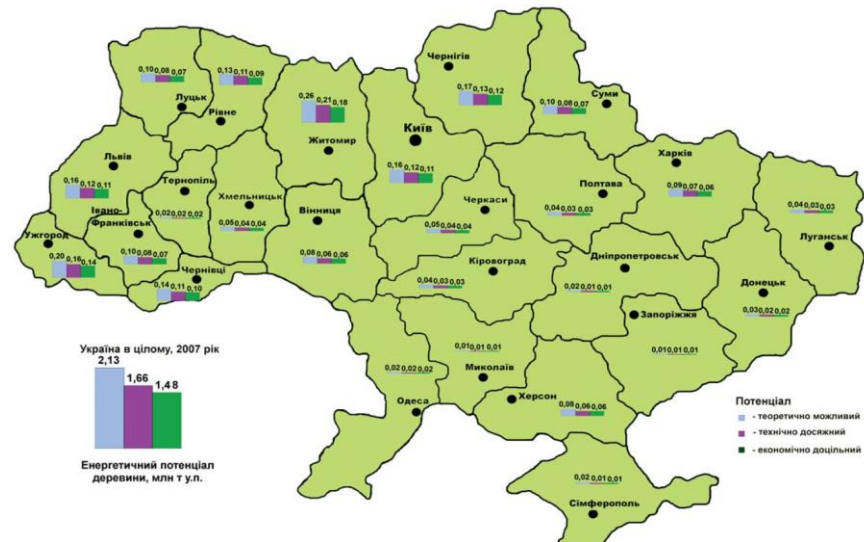 Чернігів
0,17 0,13 0,12
0,10 0,08 0,07
Луцьк
0,13 0,11 0,09
Рівне
0,26 0,21 0,18
Житомир
Київ
0,16 0,12 0,11
0,10 0,08 0,07
Суми
Львів
0,16 0,12 0,11
Тернопіль
0,02 0,02 0,02
Хмельницьк
0,05 0,04 0,04
Вінниця
0,08 0,06 0,06
Черкаси
0,05 0,04 0,04
Полтава
0,04 0,03 0,03
Харків
0,09 0,07 0,06
0,04 0,03 0,03
Луганськ
Ужгород
0,20 0,16 0,14
Івано-
Франківськ
0,10 0,08 0,07
Чернівці
0,14 0,11 0,10
Кіровоград
0,04 0,03 0,03
Дніпропетровськ
0,02 0,01 0,01
Донецьк
0,03 0,02 0,02
Запоріжжя
0,01 0,01 0,01
0,01 0,01 0,01
Миколаїв
0,02 0,02 0,02
Одеса
Херсон
0,08 0,06 0,06
0,02 0,01 0,01
Сімферополь
Україна в цілому, 2007 рік
2,13
1,66
1,48
Енергетичний потенціал
деревини, млн т у.п.
Потенціал
- теоретично можливий
- технічно досяжний
- економічно доцільний